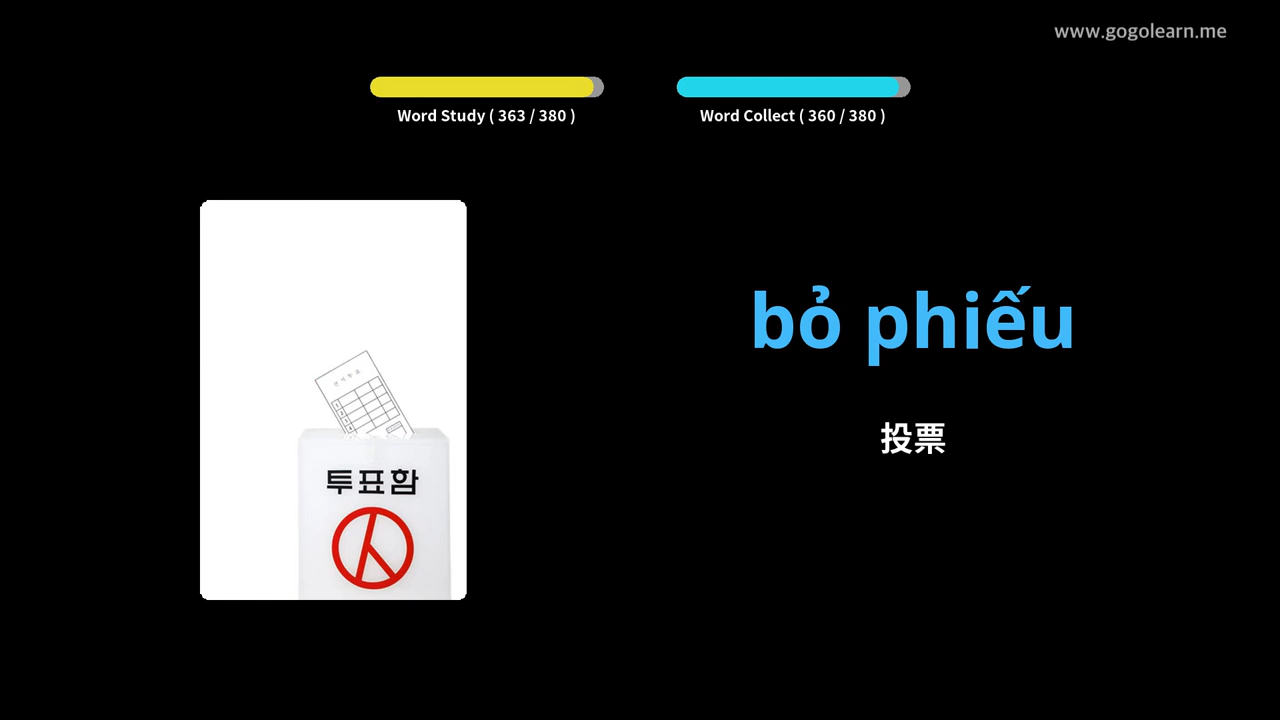 www.gogolearn.me
Word Study ( 363 / 380 )
Word Collect ( 360 / 380 )
bỏ phiếu
投票
투표함